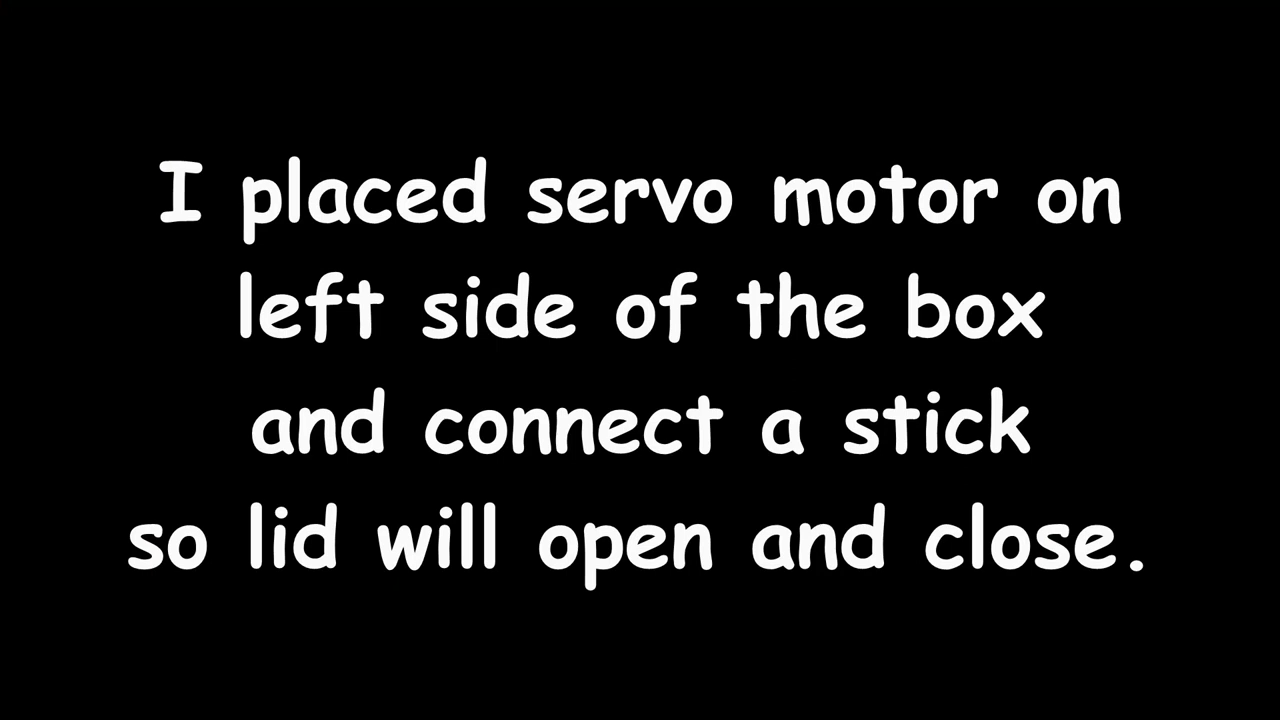 I placed servo motor on
left side of the box
and connect a stick
so lid will open and close.